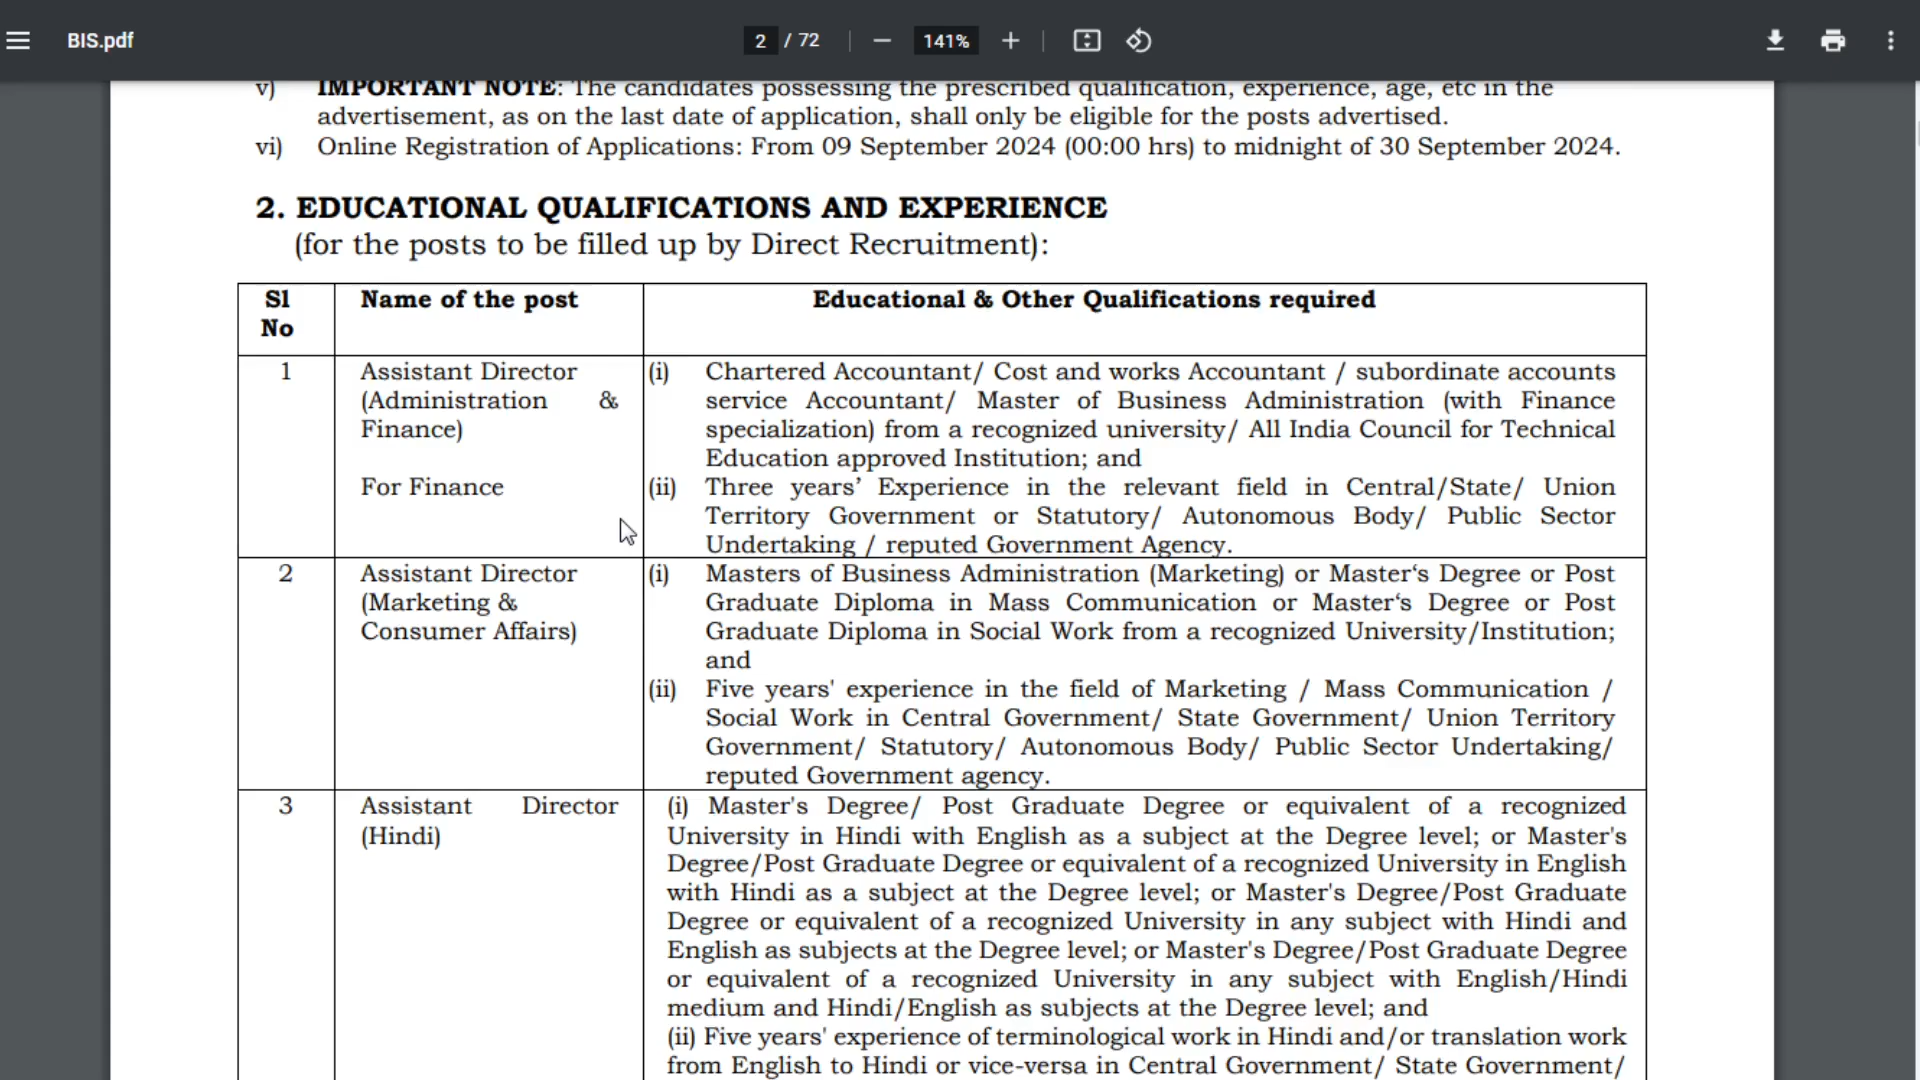 BIS.pdf
2 / 72
141%
v) IMPORTANT NOTE: The candidates possessing the prescribed qualification, experience, age, etc in the
advertisement, as on the last date of application, shall only be eligible for the posts advertised.
vi) Online Registration of Applications: From 09 September 2024 (00:00 hrs) to midnight of 30 September 2024.
2. EDUCATIONAL QUALIFICATIONS AND EXPERIENCE
(for the posts to be filled up by Direct Recruitment):
Sl
No
Name of the post
Educational & Other Qualifications required
1
Assistant Director
(Administration &
Finance)
For Finance
(i) Chartered Accountant/ Cost and works Accountant / subordinate accounts
service Accountant/ Master of Business Administration (with Finance
specialization) from a recognized university/ All India Council for Technical
Education approved Institution; and
(ii) Three years’ Experience in the relevant field in Central/State/ Union
Territory Government or Statutory/ Autonomous Body/ Public Sector
Undertaking / reputed Government Agency.
2
Assistant Director
(Marketing &
Consumer Affairs)
(i) Masters of Business Administration (Marketing) or Master‘s Degree or Post
Graduate Diploma in Mass Communication or Master‘s Degree or Post
Graduate Diploma in Social Work from a recognized University/Institution;
and
(ii) Five years' experience in the field of Marketing / Mass Communication /
Social Work in Central Government/ State Government/ Union Territory
Government/ Statutory/ Autonomous Body/ Public Sector Undertaking/
reputed Government agency.
3
Assistant Director
(Hindi)
(i) Master's Degree/ Post Graduate Degree or equivalent of a recognized
University in Hindi with English as a subject at the Degree level; or Master's
Degree/Post Graduate Degree or equivalent of a recognized University in English
with Hindi as a subject at the Degree level; or Master's Degree/Post Graduate
Degree or equivalent of a recognized University in any subject with Hindi and
English as subjects at the Degree level; or Master's Degree/Post Graduate Degree
or equivalent of a recognized University in any subject with English/Hindi
medium and Hindi/English as subjects at the Degree level; and
(ii) Five years' experience of terminological work in Hindi and/or translation work
from English to Hindi or vice-versa in Central Government/ State Government/